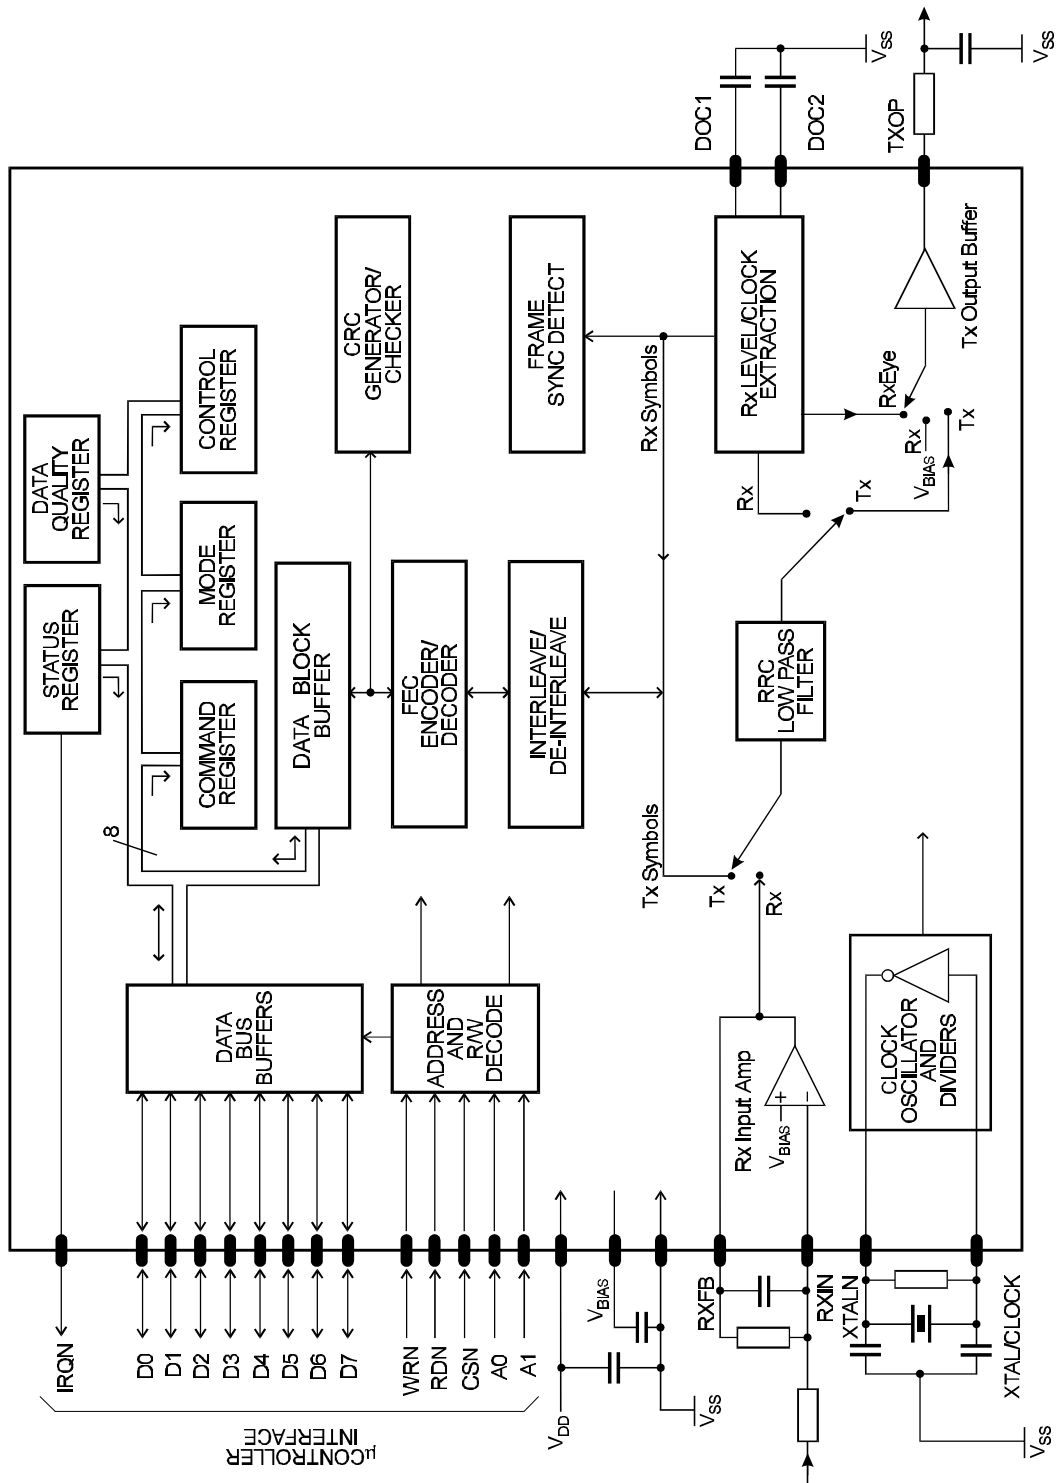 µCONTROLLER
INTERFACE
IRQN
D0
D1
D2
D3
D4
D5
D6
D7
WRN
RDN
CSN
A0
A1
VDD
VBIAS
VSS
RXFB
RXIN
XTALN
XTAL/CLOCK
VSS
DATA
BUS
BUFFERS
ADDRESS
AND
R/W
DECODE
8
STATUS
REGISTER
DATA
QUALITY
REGISTER
COMMAND
REGISTER
MODE
REGISTER
CONTROL
REGISTER
DATA BLOCK
BUFFER
CRC
GENERATOR/
CHECKER
FEC
ENCODER/
DECODER
INTERLEAVE/
DE-INTERLEAVE
FRAME
SYNC DETECT
Tx Symbols
Rx Symbols
Rx Input Amp
VBIAS
+
−
Tx
Rx
RRC
LOW PASS
FILTER
Rx
Tx
Rx LEVEL/CLOCK
EXTRACTION
RxEye
Rx
VBIAS
Tx
Tx Output Buffer
CLOCK
OSCILLATOR
AND
DIVIDERS
DOC1
DOC2
VSS
TXOP
VSS